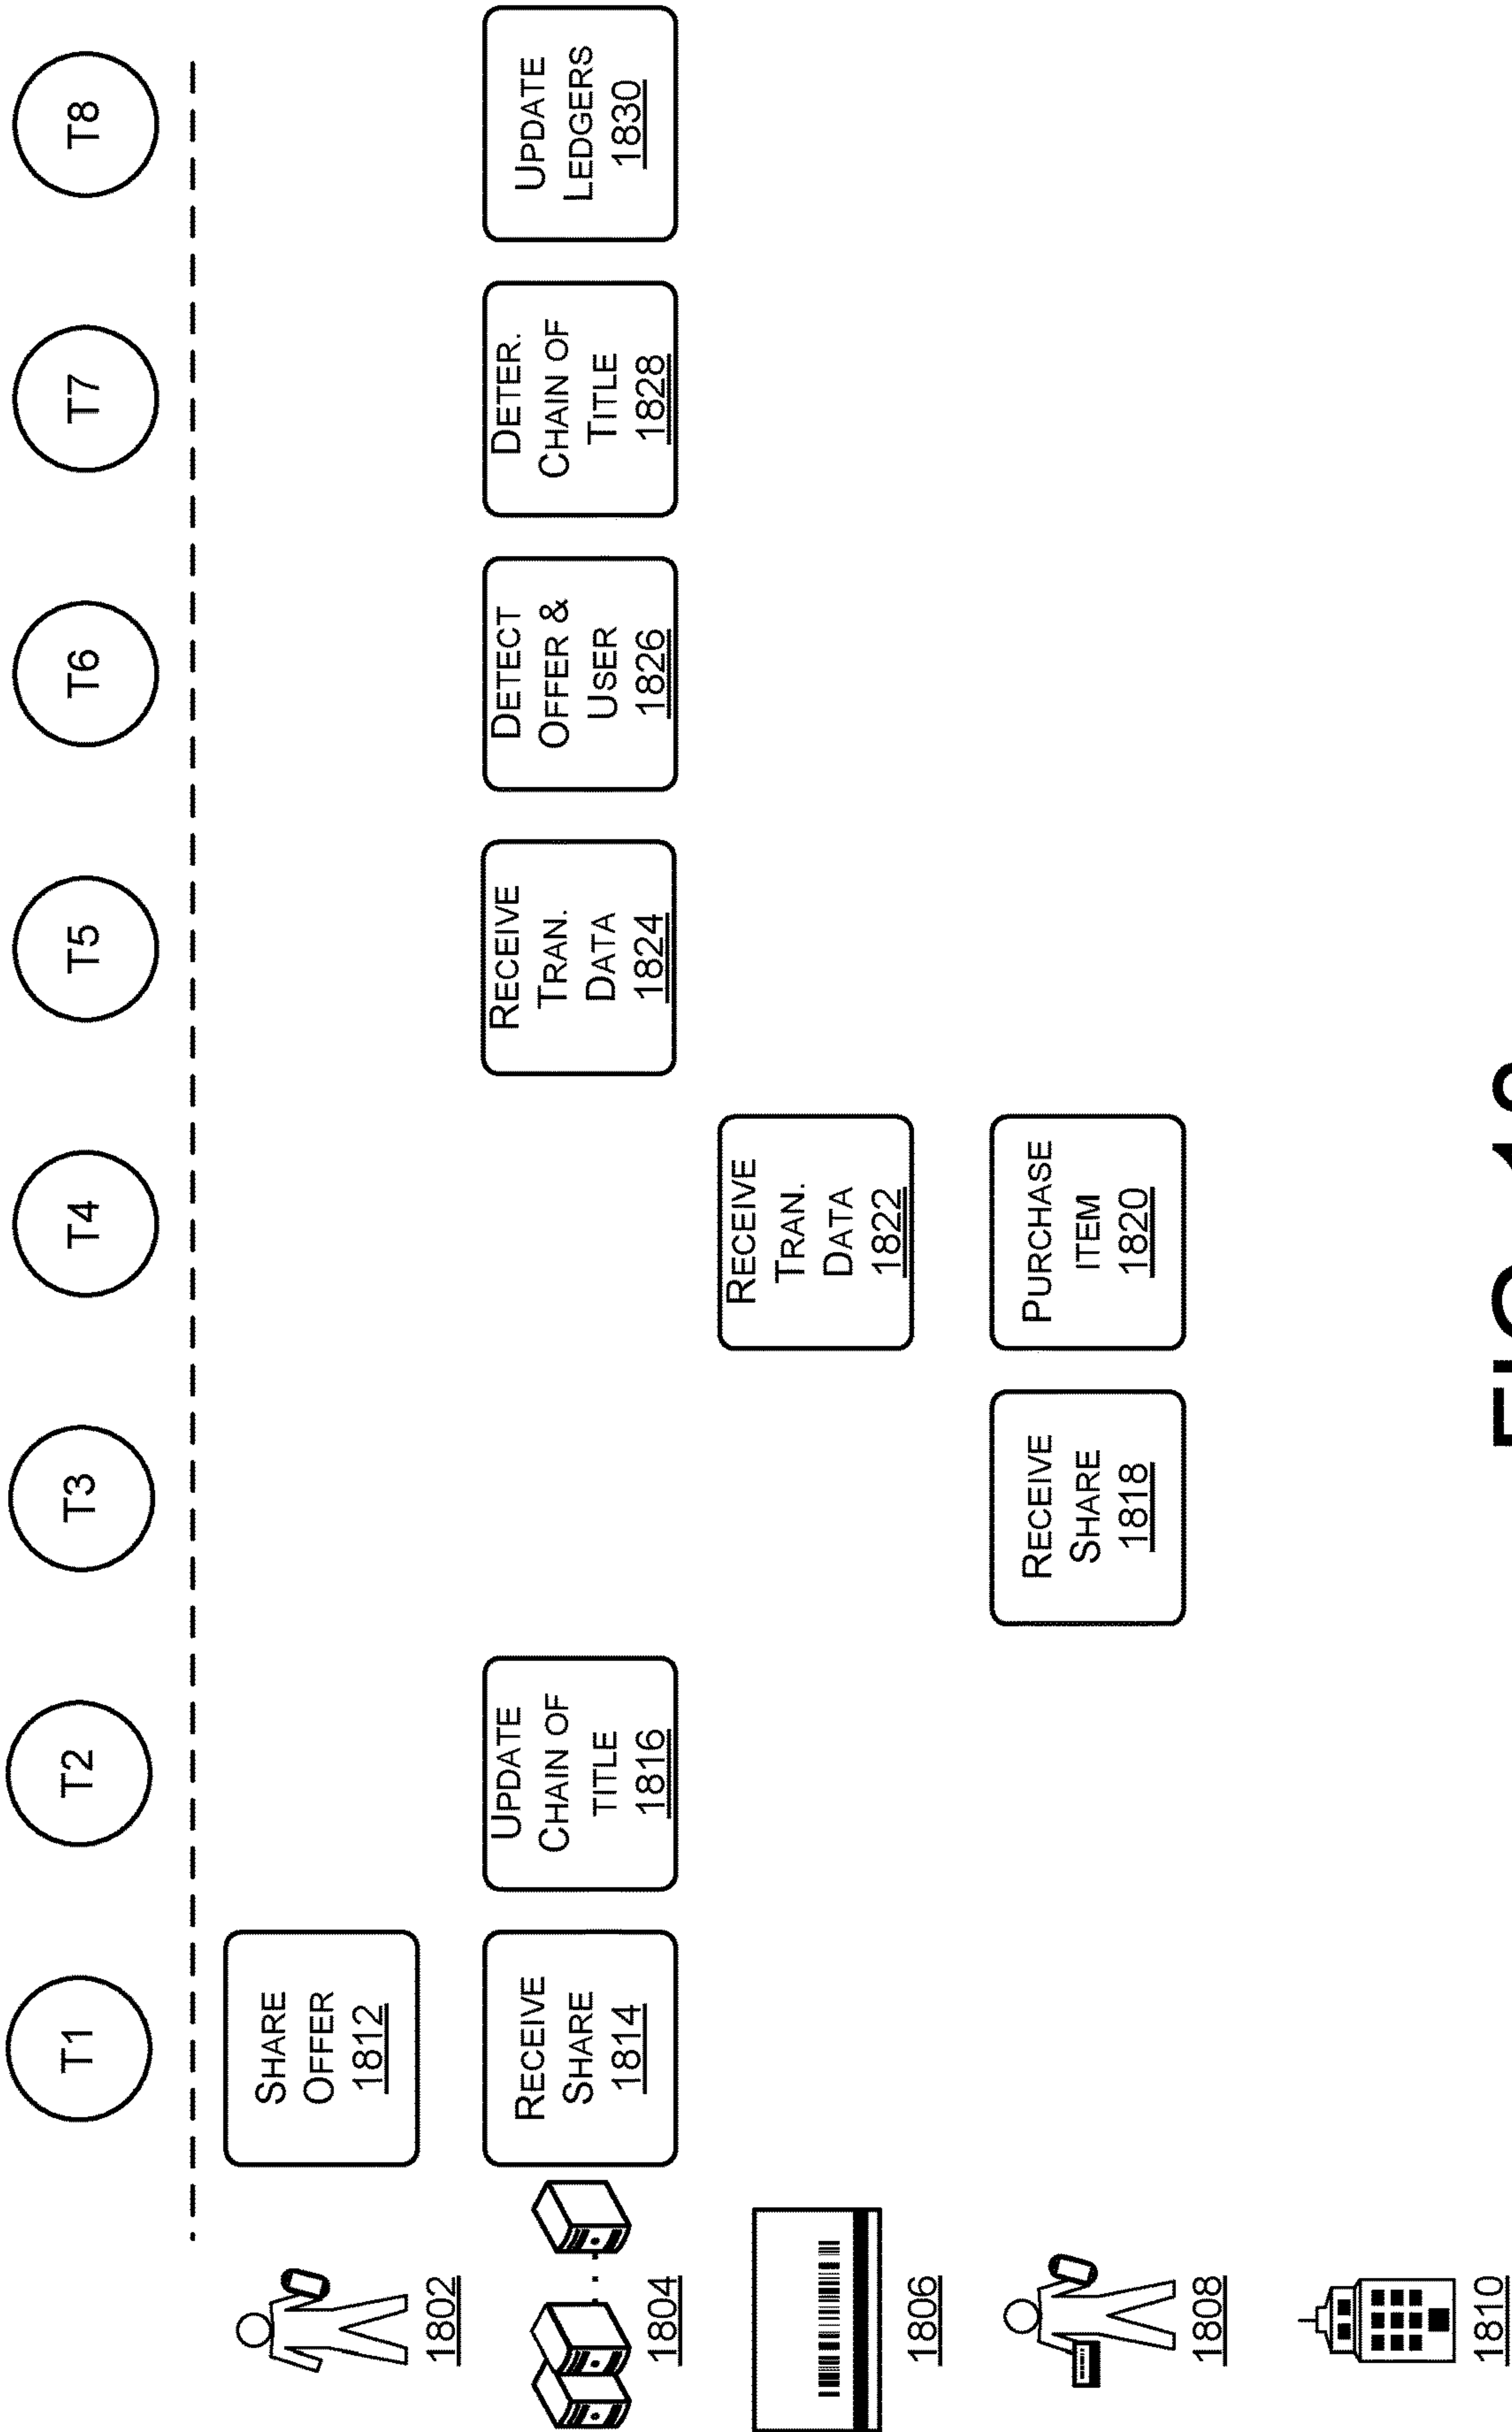 T1
T2
T3
T4
T5
T6
T7
T8
SHARE
OFFER
1812
1802
RECEIVE
SHARE
1814
UPDATE
CHAIN OF
TITLE
1816
RECEIVE
TRAN.
DATA
1824
DETECT
OFFER &
USER
1826
DETER.
CHAIN OF
TITLE
1828
UPDATE
LEDGERS
1830
1804
RECEIVE
TRAN.
DATA
1822
1806
RECEIVE
SHARE
1818
PURCHASE
ITEM
1820
1808
1810